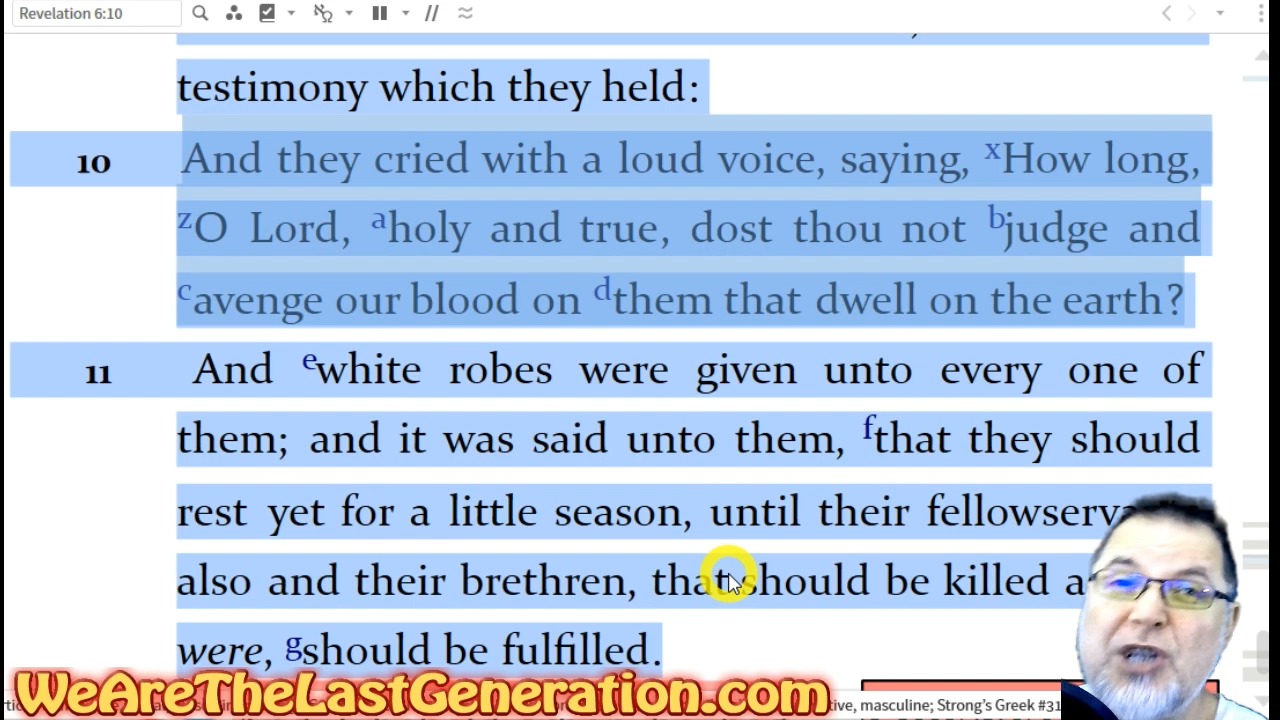 Revelation 6:10
testimony which they held:
10 And they cried with a loud voice, saying, xHow long,
zO Lord, aholy and true, dost thou not bjudge and
cavenge our blood on dthem that dwell on the earth?
11 And ewhite robes were given unto every one of
them; and it was said unto them, fthat they should
rest yet for a little season, until their
also and their brethren, that should be killed
were, gshould be fulfilled.
WeAreTheLastGeneration.com
masculine; Strong's Greek